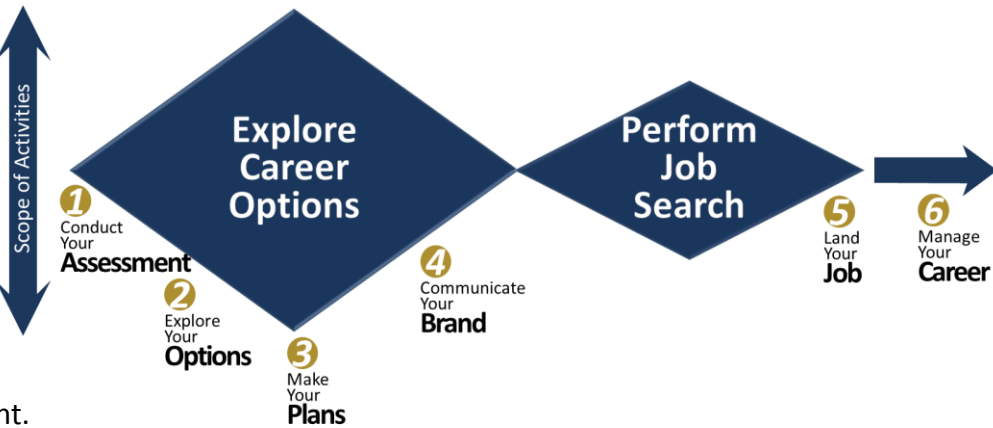 Scope of Activities
Explore
Career
Options
Perform
Job
Search
1
Conduct
Your
Assessment
2
Explore
Your
Options
3
Make
Your
Plans
4
Communicate
Your
Brand
5
Land
Your
Job
6
Manage
Your
Career
nt.